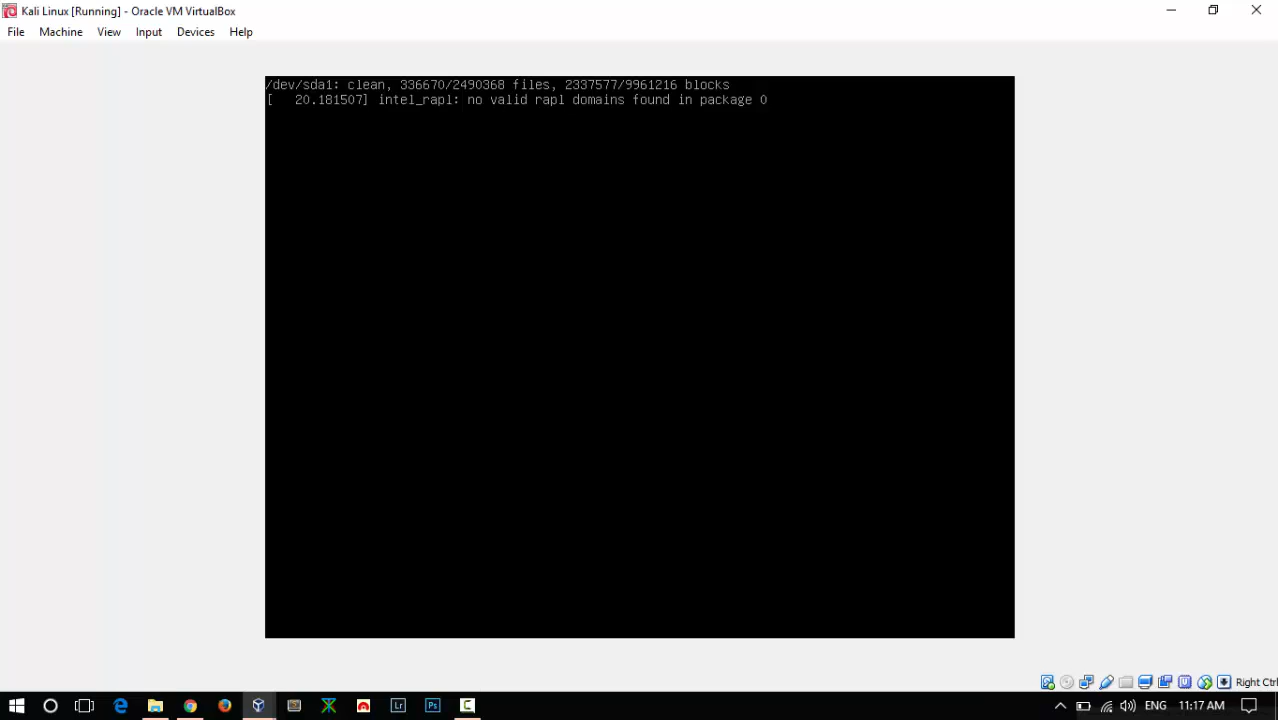 Kali Linux [Running] - Oracle VM VirtualBox
File Machine View Input Devices Help
/dev/sda1: clean, 336670/2490368 files, 2337577/9961216 blocks
[   20.181507] intel_rapl: no valid rapl domains found in package 0
Right Ctrl
Lr Ps C ENG 11:17 AM